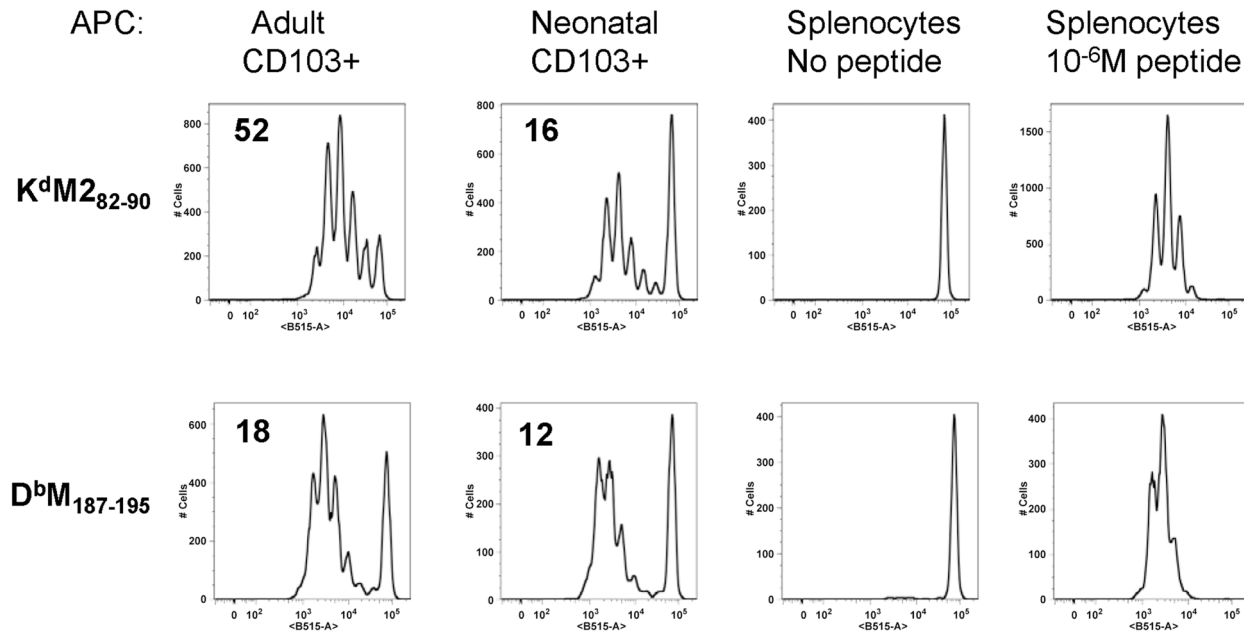 APC:
Adult
CD103+
Neonatal
CD103+
Splenocytes
No peptide
Splenocytes
10⁻⁶M peptide
KᵈM2₈₂₋₉₀
52
# Cells
800
600
400
200
0
0 10² 10³ 10⁴ 10⁵
<B515-A>
16
# Cells
800
600
400
200
0
0 10² 10³ 10⁴ 10⁵
<B515-A>
# Cells
400
300
200
100
0
0 10² 10³ 10⁴ 10⁵
<B515-A>
# Cells
1500
1000
500
0
0 10² 10³ 10⁴ 10⁵
<B515-A>
DᵇM₁₈₇₋₁₉₅
18
# Cells
600
400
200
0
0 10² 10³ 10⁴ 10⁵
<B515-A>
12
# Cells
400
300
200
100
0
0 10² 10³ 10⁴ 10⁵
<B515-A>
# Cells
400
300
200
100
0
0 10² 10³ 10⁴ 10⁵
<B515-A>
# Cells
400
300
200
100
0
0 10² 10³ 10⁴ 10⁵
<B515-A>